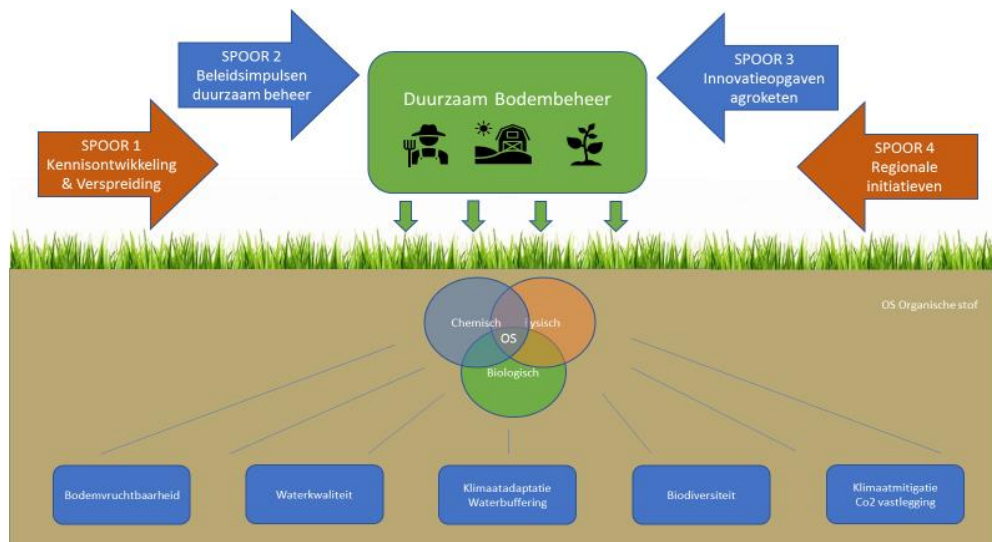 SPOOR 1
Kennisontwikkeling
& Verspreiding
SPOOR 2
Beleidsimpulsen
duurzaam beheer
Duurzaam Bodembeheer
SPOOR 3
Innovatieopgaven
agroketen
SPOOR 4
Regionale
initiatieven
OS Organische stof
Chemisch
Fysisch
OS
Biologisch
Bodemvruchtbaarheid
Waterkwaliteit
Klimaatadaptatie
Waterbuffering
Biodiversiteit
Klimaatmitigatie
Co2 vastlegging